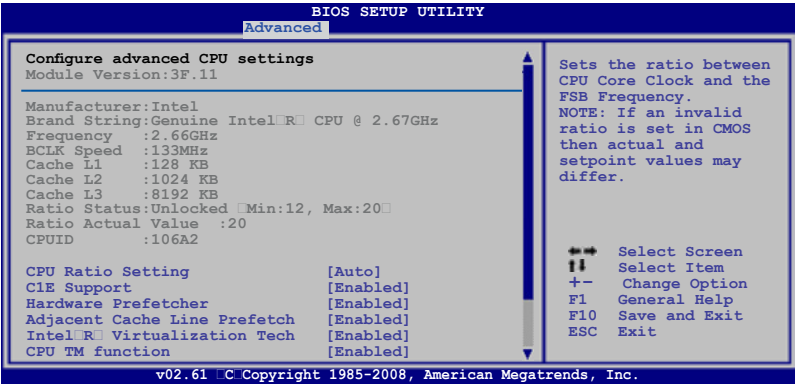 BIOS SETUP UTILITY
Advanced
Configure advanced CPU settings
Module Version:3F.11
Manufacturer:Intel
Brand String:Genuine Intel□R□ CPU @ 2.67GHz
Frequency :2.66GHz
BCLK Speed :133MHz
Cache L1 :128 KB
Cache L2 :1024 KB
Cache L3 :8192 KB
Ratio Status:Unlocked □Min:12, Max:20□
Ratio Actual Value :20
CPUID :106A2
CPU Ratio Setting [Auto]
C1E Support [Enabled]
Hardware Prefetcher [Enabled]
Adjacent Cache Line Prefetch [Enabled]
Intel□R□ Virtualization Tech [Enabled]
CPU TM function [Enabled]
Sets the ratio between
CPU Core Clock and the
FSB Frequency.
NOTE: If an invalid
ratio is set in CMOS
then actual and
setpoint values may
differ.
←→ Select Screen
↑↓ Select Item
+- Change Option
F1 General Help
F10 Save and Exit
ESC Exit
v02.61 □C□Copyright 1985-2008, American Megatrends, Inc.